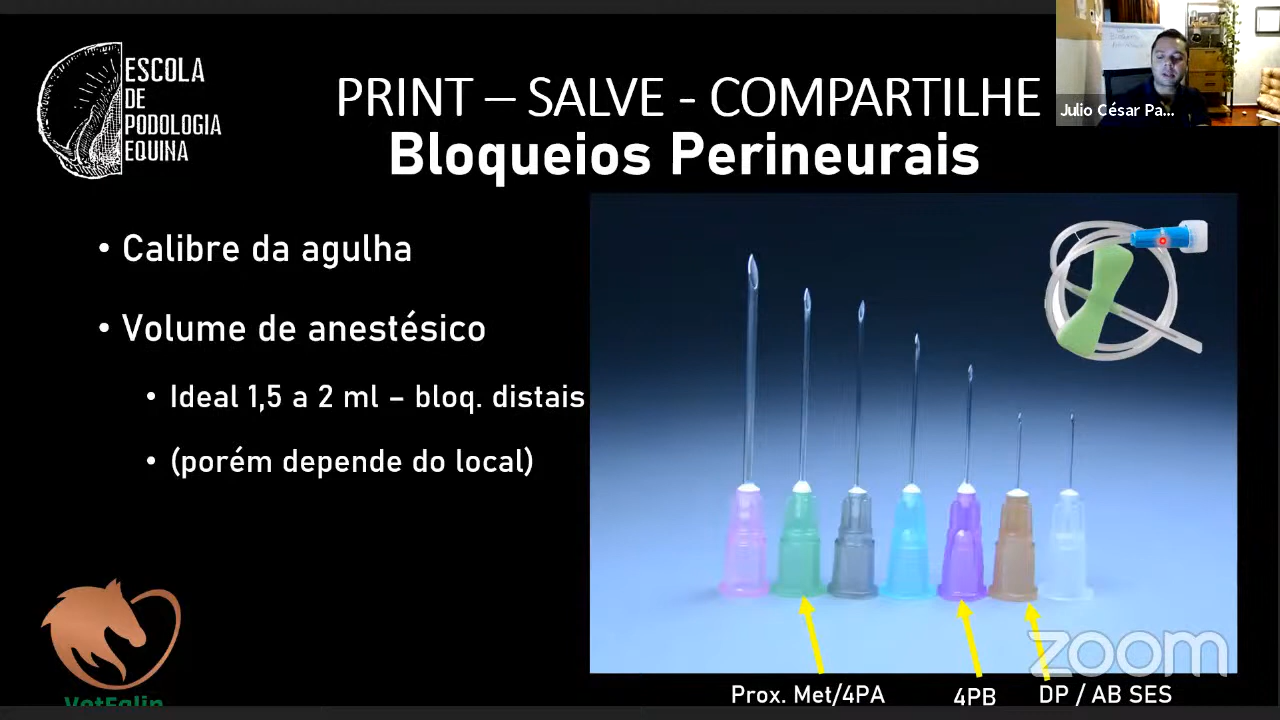 ESCOLA
DE
PODOLOGIA
EQUINA
PRINT – SALVE - COMPARTILHE
Bloqueios Perineurais
Julio César Pa...
• Calibre da agulha
• Volume de anestésico
• Ideal 1,5 a 2 ml – bloq. distais
• (porém depende do local)
zoom
Prox. Met/4PA
4PB
DP / AB SES